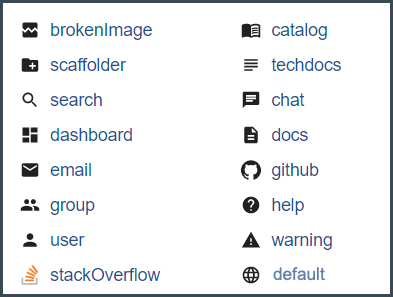 brokenImage
scaffolder
search
dashboard
email
group
user
stackOverflow
catalog
techdocs
chat
docs
github
help
warning
default